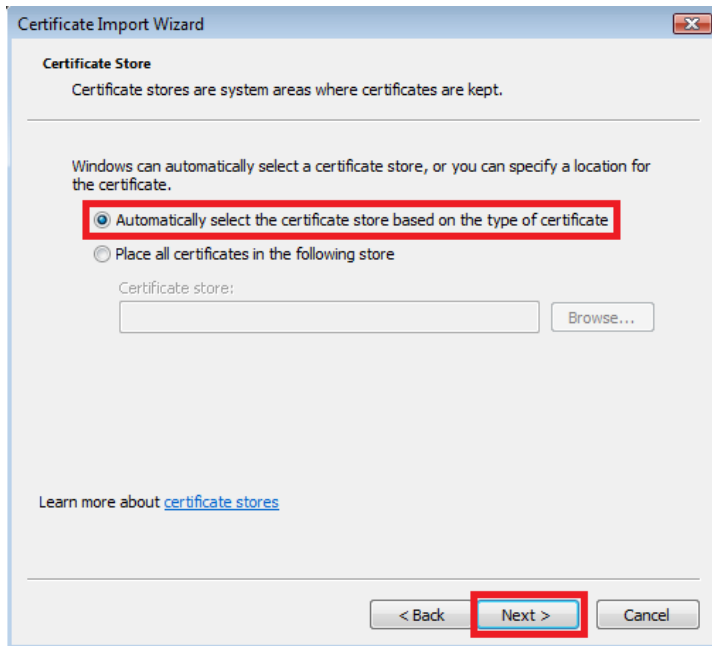 Certificate Import Wizard
Certificate Store
Certificate stores are system areas where certificates are kept.
Windows can automatically select a certificate store, or you can specify a location for
the certificate.
Automatically select the certificate store based on the type of certificate
Place all certificates in the following store
Certificate store:
Browse...
Learn more about certificate stores
< Back Next > Cancel